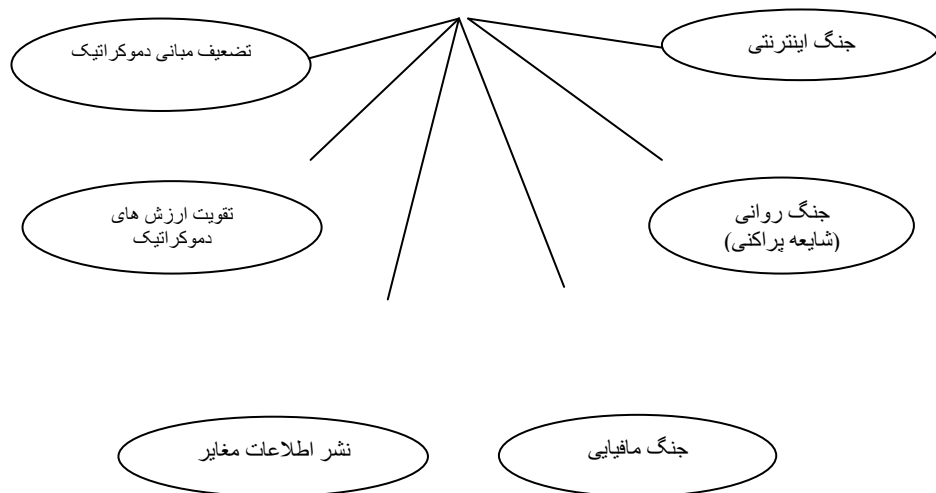 جنگ اینترنتی
تضعیف مبانی دموکراتیک
جنگ روانی
(شایعه پراکنی)
تقویت ارزش های
دموکراتیک
جنگ مافیایی
نشر اطلاعات مغایر